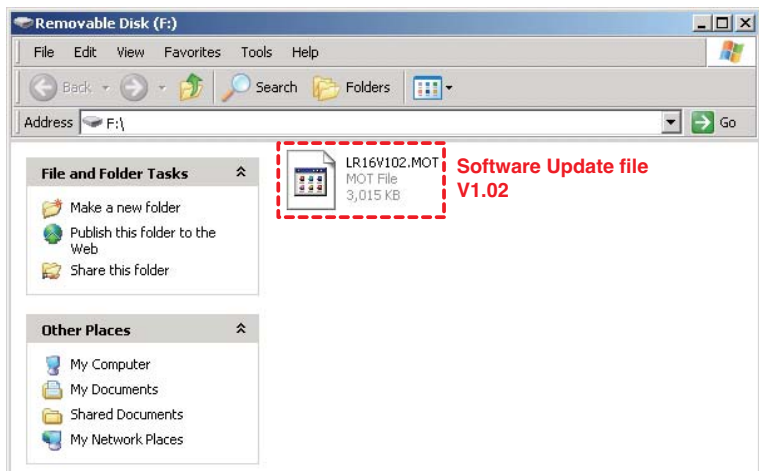 Removable Disk (F:)
File Edit View Favorites Tools Help
Back Search Folders
Address F:\ Go
File and Folder Tasks
Make a new folder
Publish this folder to the
Web
Share this folder
Other Places
My Computer
My Documents
Shared Documents
My Network Places
LR16V102.MOT
MOT File
3,015 KB
Software Update file
V1.02